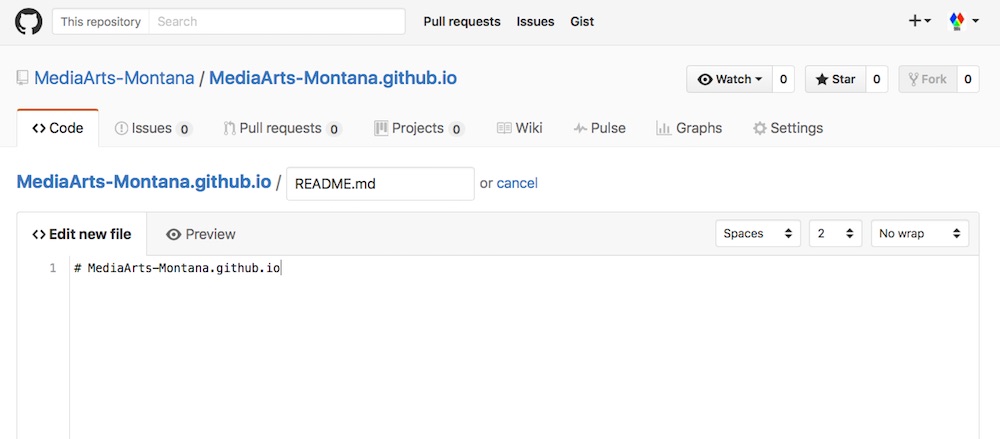 This repository Search Pull requests Issues Gist
MediaArts-Montana / MediaArts-Montana.github.io Watch 0 Star 0 Fork 0
Code Issues 0 Pull requests 0 Projects 0 Wiki Pulse Graphs Settings
MediaArts-Montana.github.io / README.md or cancel
<> Edit new file Preview Spaces 2 No wrap
1 # MediaArts-Montana.github.io